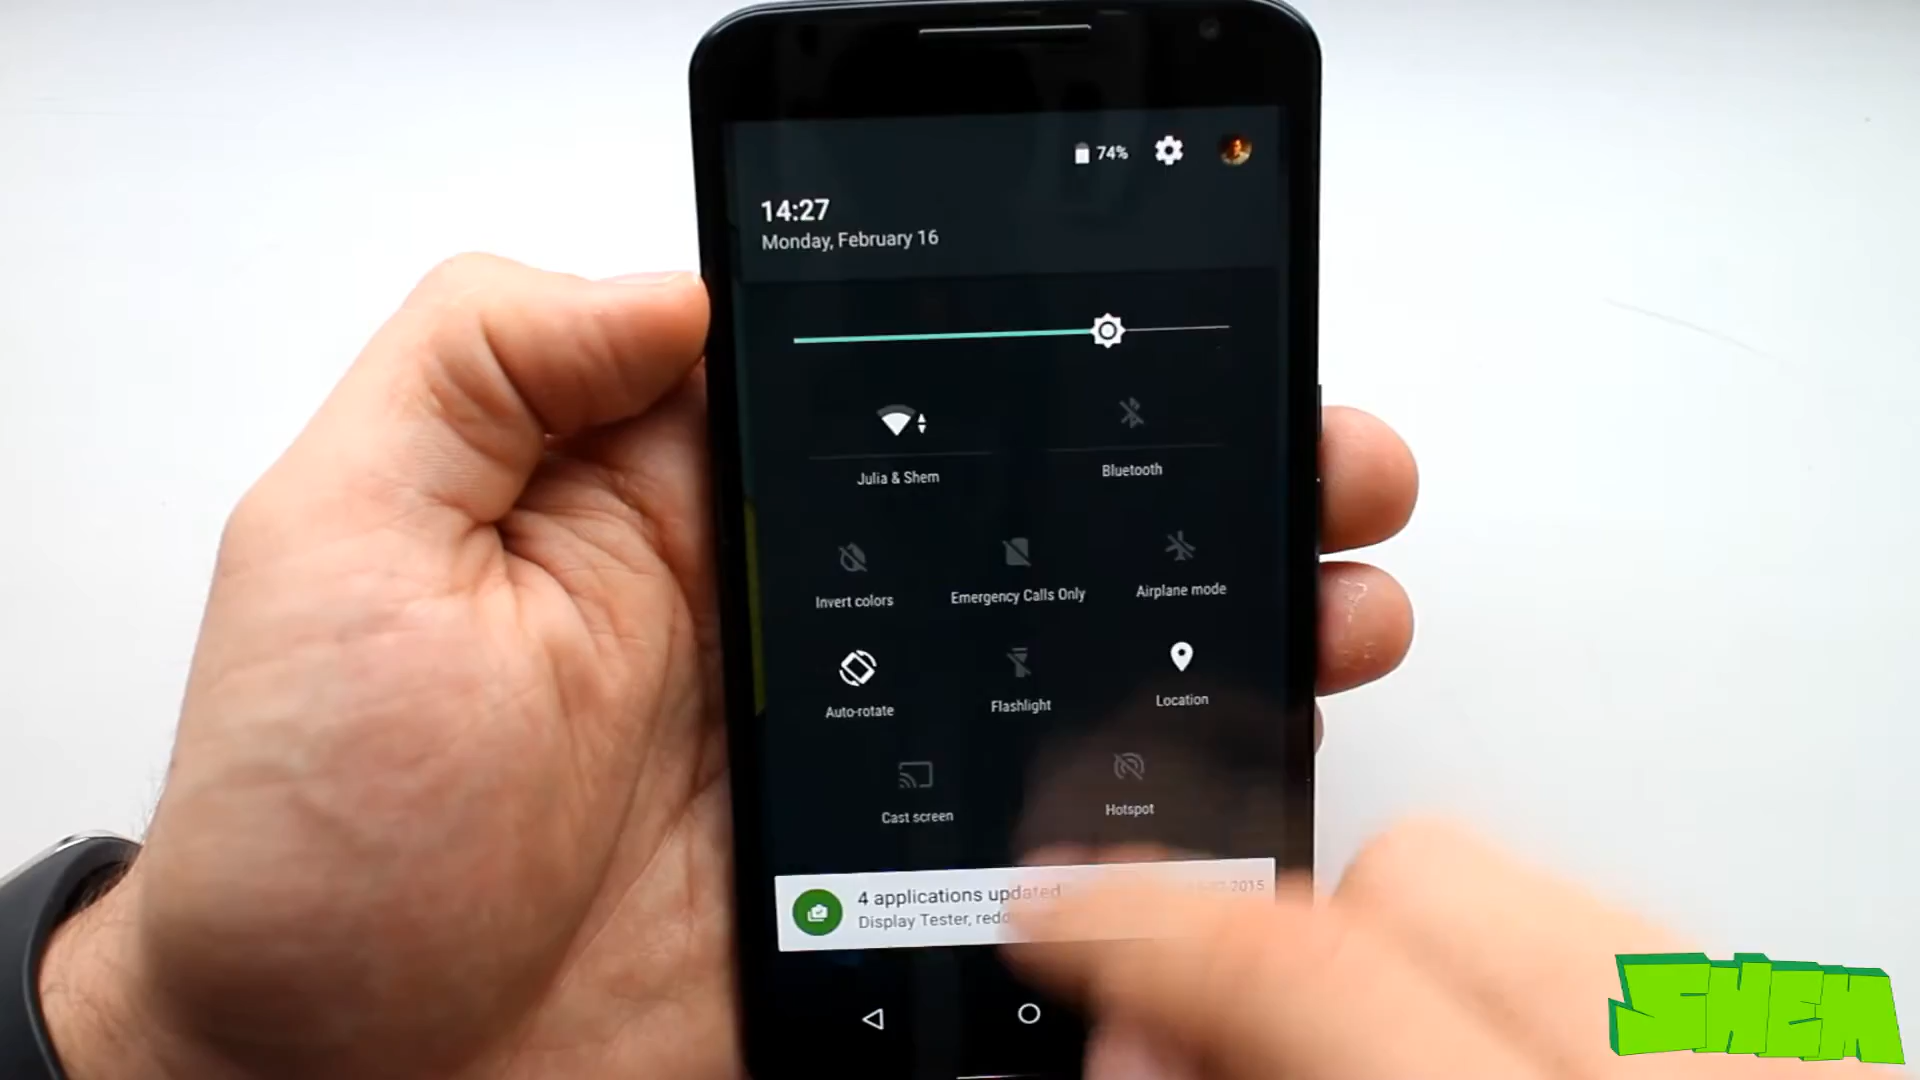 74%
14:27
Monday, February 16
Julia & Shem
Bluetooth
Invert colors
Emergency Calls Only
Airplane mode
Auto-rotate
Flashlight
Location
Cast screen
Hotspot
4 applications updated
Display Tester,
SHEM